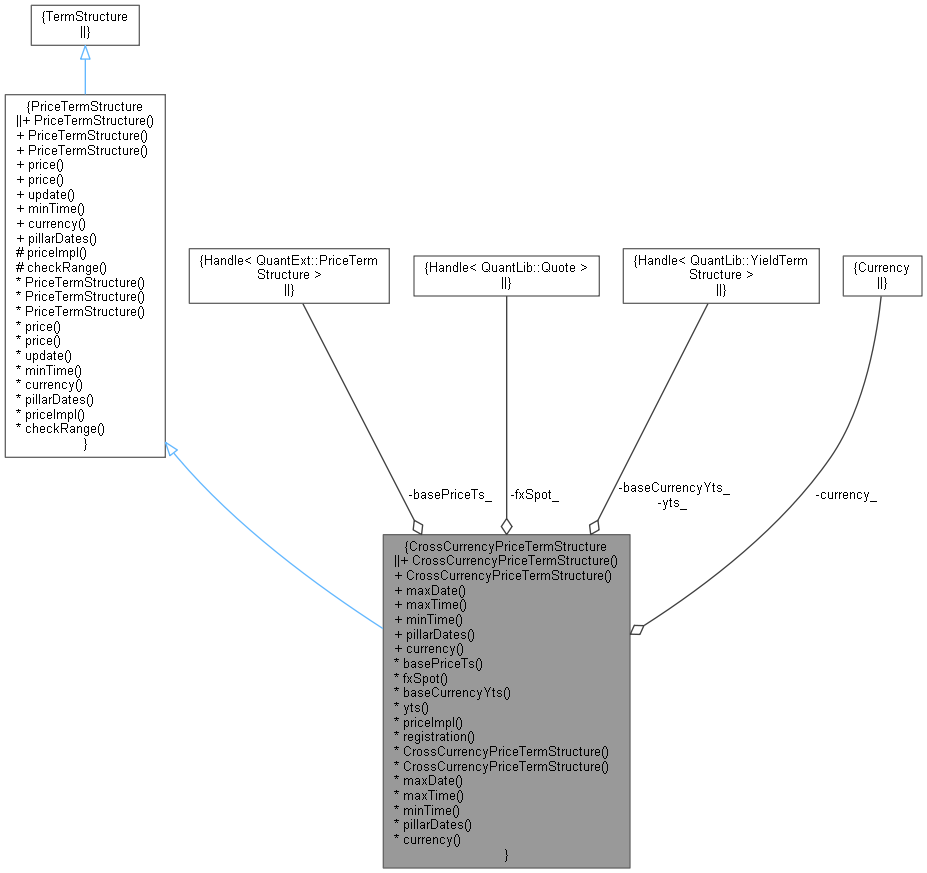 {TermStructure
||}
{PriceTermStructure
||+ PriceTermStructure()
+ PriceTermStructure()
+ PriceTermStructure()
+ price()
+ price()
+ update()
+ minTime()
+ currency()
+ pillarDates()
# priceImpl()
# checkRange()
* PriceTermStructure()
* PriceTermStructure()
* PriceTermStructure()
* price()
* price()
* update()
* minTime()
* currency()
* pillarDates()
* priceImpl()
* checkRange()
}
{Handle< QuantExt::PriceTerm
Structure >
||}
{Handle< QuantLib::Quote >
||}
{Handle< QuantLib::YieldTerm
Structure >
||}
{Currency
||}
-basePriceTs_
-fxSpot_
-baseCurrencyYts_
-yts_
-currency_
{CrossCurrencyPriceTermStructure
||+ CrossCurrencyPriceTermStructure()
+ CrossCurrencyPriceTermStructure()
+ maxDate()
+ maxTime()
+ minTime()
+ pillarDates()
+ currency()
* basePriceTs()
* fxSpot()
* baseCurrencyYts()
* yts()
* priceImpl()
* registration()
* CrossCurrencyPriceTermStructure()
* CrossCurrencyPriceTermStructure()
* maxDate()
* maxTime()
* minTime()
* pillarDates()
* currency()
}